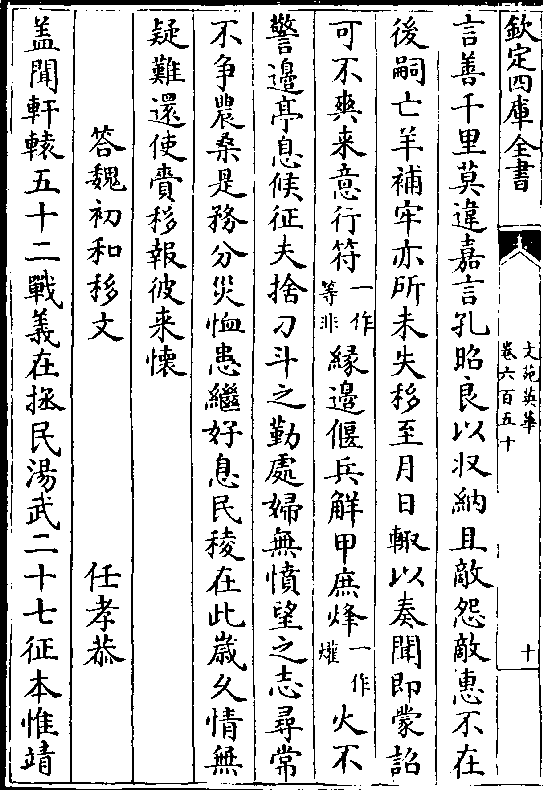 欽定四庫全書
文苑英華
卷六百五十
十
言善千里莫違嘉言孔昭良以收納且敵怨敵惠不在
後嗣亡羊補牢亦所未失移至月日輙以奏聞即蒙詔
可不爽来意行符一作等非縁邊偃兵解甲庶烽一作爟火不
警邊亭息候征夫捨刁斗之勤處婦無憤望之志尋常
不争農桑是務分災恤患繼好息民稜在此歳久情無
疑難還使賫移報彼来懐
答魏初和移文 任孝恭
盖聞軒轅五十二戰義在拯民湯武二十七征本惟靖